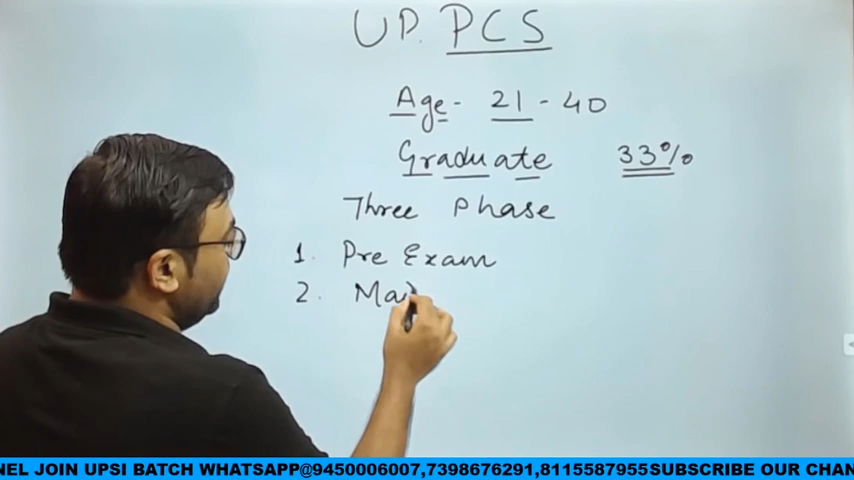 UP. PCS
Age - 21 - 40
Graduate 33%
Three Phase
1. Pre Exam
2. Mai
NEL JOIN UPSI BATCH WHATSAPP@9450006007,7398676291,8115587955SUBSCRIBE OUR CHAN